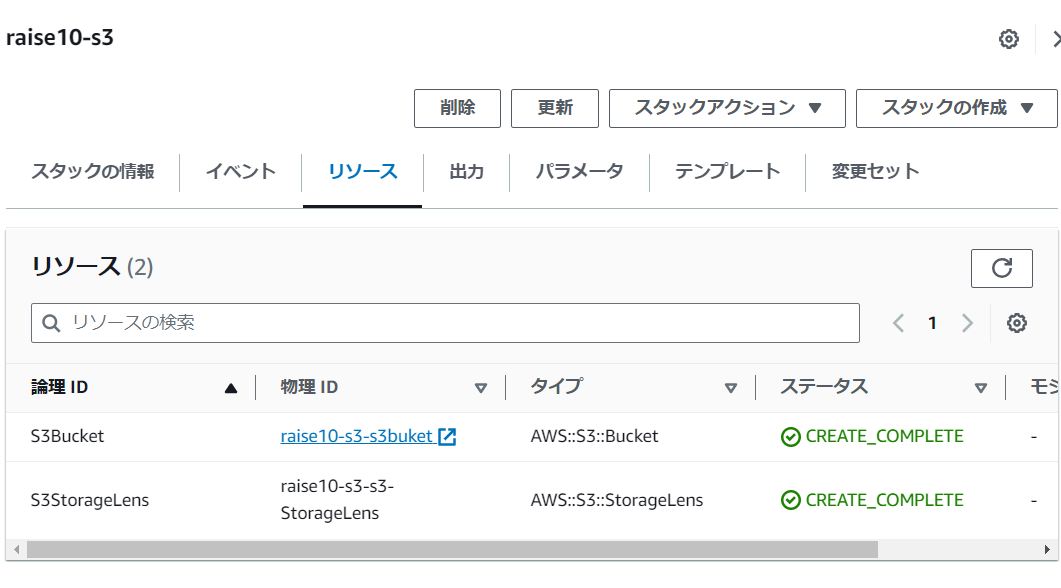 raise10-s3
削除 更新 スタックアクション ▼ スタックの作成 ▼
スタックの情報 イベント リソース 出力 パラメータ テンプレート 変更セット
リソース (2)
リソースの検索 1
論理 ID 物理 ID タイプ ステータス モジ
S3Bucket raise10-s3-s3buket AWS::S3::Bucket CREATE_COMPLETE -
S3StorageLens raise10-s3-s3- AWS::S3::StorageLens CREATE_COMPLETE -
StorageLens